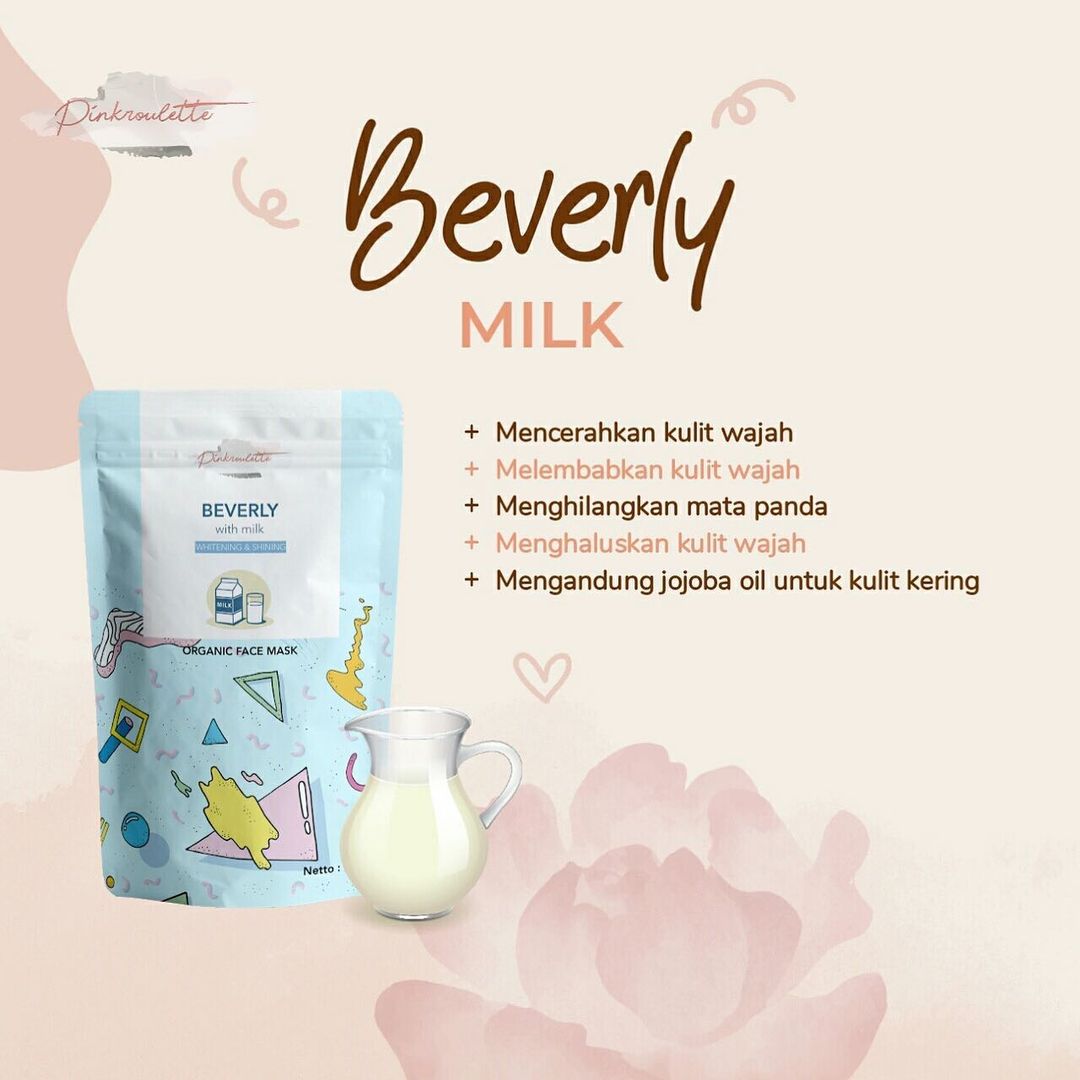 Pinkroulette
Beverly
MILK
+ Mencerahkan kulit wajah
+ Melembabkan kulit wajah
+ Menghilangkan mata panda
+ Menghaluskan kulit wajah
+ Mengandung jojoba oil untuk kulit kering
Pinkroulette
BEVERLY
with milk
WHITENING & SHINING
MILK
ORGANIC FACE MASK
Netto :